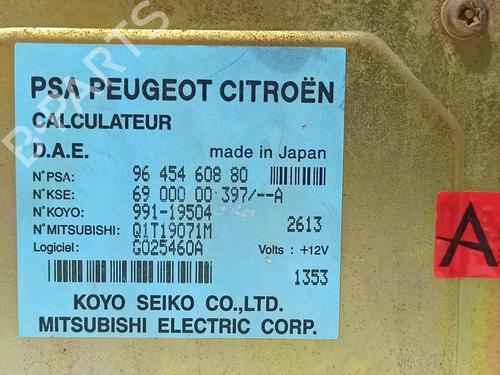 PSA PEUGEOT CITROËN
CALCULATEUR
D.A.E. made in Japan
N°PSA: 96 454 608 80
N°KSE: 69 000 00 397/--A
N°KOYO: 991-19504
N°MITSUBISHI: Q1T19071M 2613
Logiciel: G025460A Volts : +12V
1353
KOYO SEIKO CO.,LTD.
MITSUBISHI ELECTRIC CORP.
A
B-PARTS